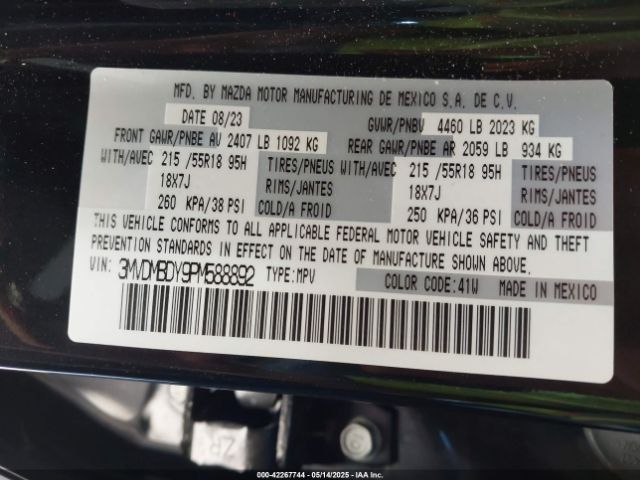 MFD. BY MAZDA MOTOR MANUFACTURING DE MEXICO S.A. DE C.V.
DATE 08/23 GVWR/PNBV 4460 LB 2023 KG
FRONT GAWR/PNBE AV 2407 LB 1092 KG REAR GAWR/PNBE AR 2059 LB 934 KG
WITH/AVEC 215 /55R18 95H TIRES/PNEUS WITH/AVEC 215 /55R18 95H TIRES/PNEUS
18X7J RIMS/JANTES 18X7J RIMS/JANTES
260 KPA/38 PSI COLD/A FROID 250 KPA/36 PSI COLD/A FROID
THIS VEHICLE CONFORMS TO ALL APPLICABLE FEDERAL MOTOR VEHICLE SAFETY AND THEFT
PREVENTION STANDARDS IN EFFECT ON THE DATE OF MANUFACTURE SHOWN ABOVE.
VIN: 3MVDMBDY9PM588892 TYPE:MPV COLOR CODE:41W MADE IN MEXICO
000-42267744 | 05/14/2025 | IAA Inc.